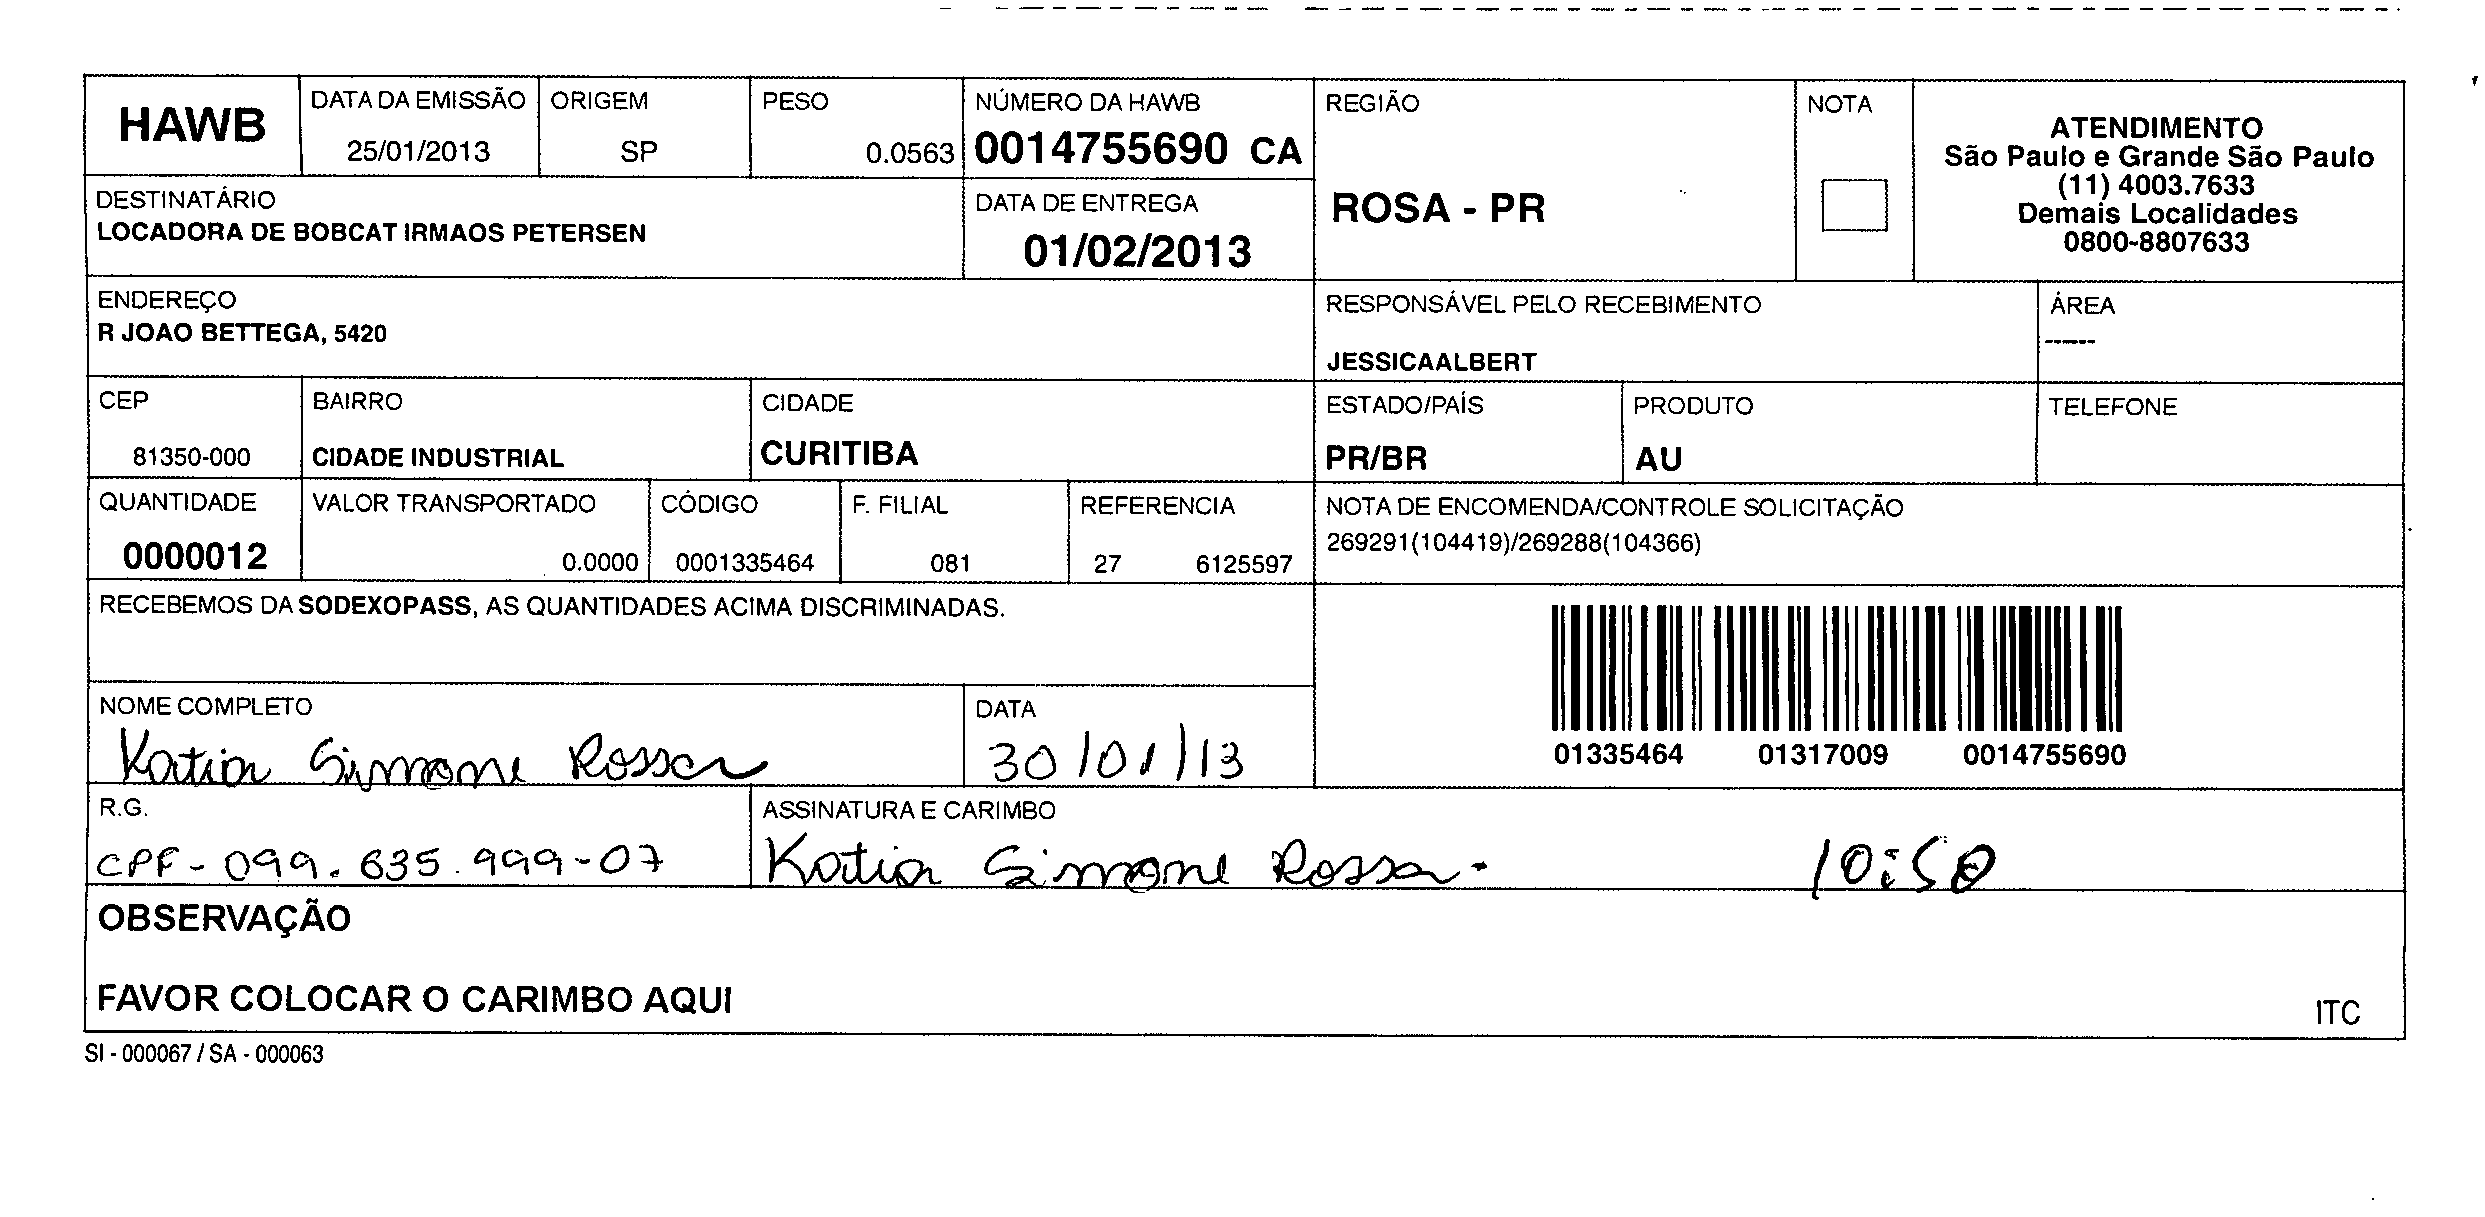 HAWB
DATA DA EMISSÃO
25/01/2013
ORIGEM
SP
PESO
0.0563
NÚMERO DA HAWB
0014755690 CA
REGIÃO
ROSA - PR
NOTA
ATENDIMENTO
São Paulo e Grande São Paulo
(11) 4003.7633
Demais Localidades
0800-8807633
DESTINATÁRIO
LOCADORA DE BOBCAT IRMAOS PETERSEN
DATA DE ENTREGA
01/02/2013
ENDEREÇO
R JOAO BETTEGA, 5420
RESPONSÁVEL PELO RECEBIMENTO
JESSICAALBERT
ÁREA
------
CEP
81350-000
BAIRRO
CIDADE INDUSTRIAL
CIDADE
CURITIBA
ESTADO/PAÍS
PR/BR
PRODUTO
AU
TELEFONE
QUANTIDADE
0000012
VALOR TRANSPORTADO
0.0000
CÓDIGO
0001335464
F. FILIAL
081
REFERENCIA
27 6125597
NOTA DE ENCOMENDA/CONTROLE SOLICITAÇÃO
269291(104419)/269288(104366)
RECEBEMOS DA SODEXOPASS, AS QUANTIDADES ACIMA DISCRIMINADAS.
01335464 01317009 0014755690
NOME COMPLETO
Katia Simone Rossa
DATA
30/01/13
R.G.
CPF - 099.635.999-07
ASSINATURA E CARIMBO
Katia Simone Rossa. 10:50
OBSERVAÇÃO
FAVOR COLOCAR O CARIMBO AQUI
ITC
SI - 000067 / SA - 000063